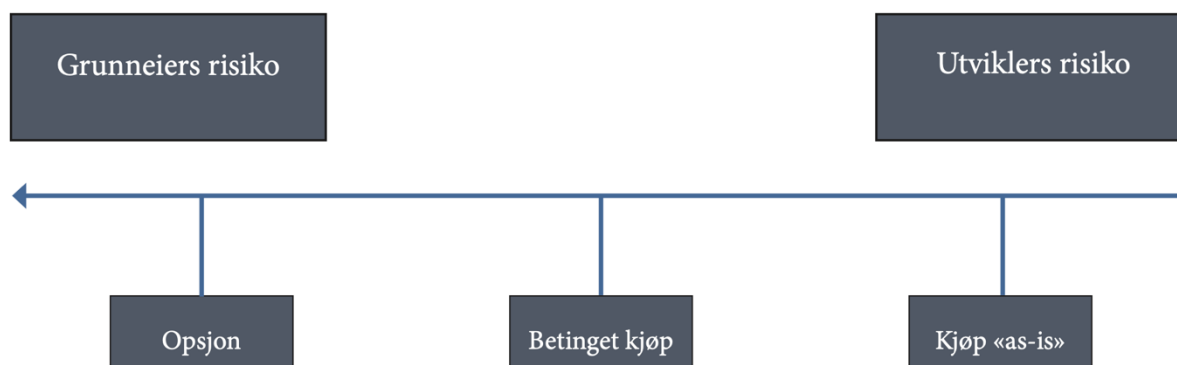 Grunneiers risiko
Utviklers risiko
Opsjon
Betinget kjøp
Kjøp «as-is»